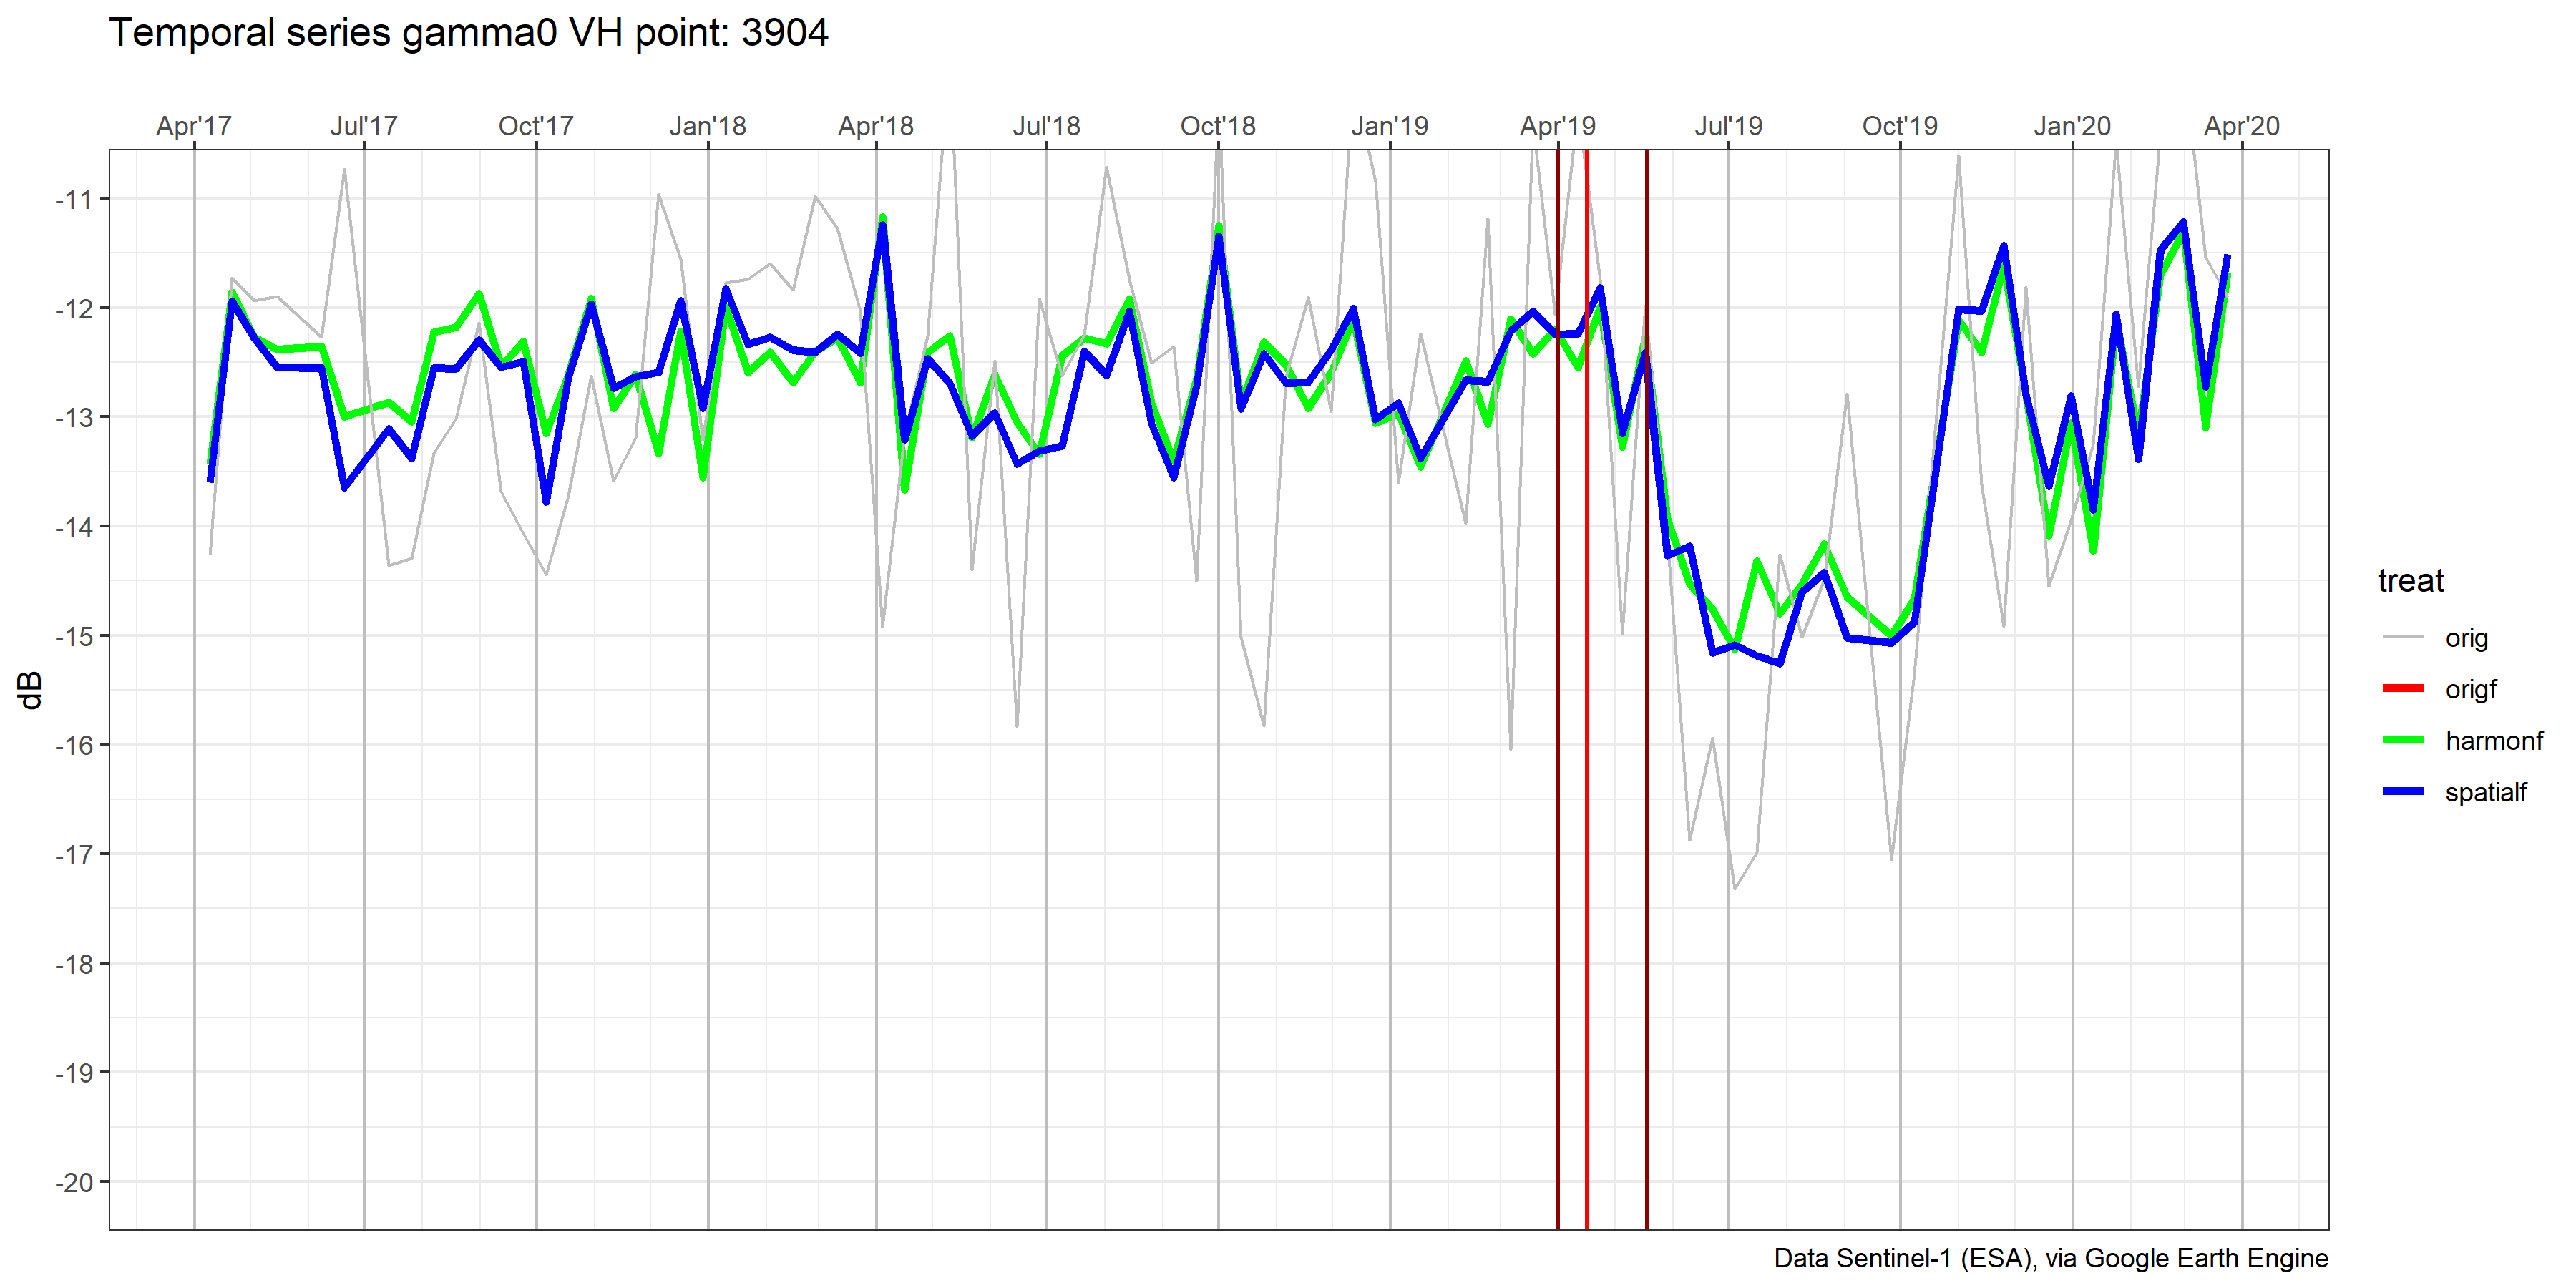 Temporal series gamma0 VH point: 3904
Apr'17 Jul'17 Oct'17 Jan'18 Apr'18 Jul'18 Oct'18 Jan'19 Apr'19 Jul'19 Oct'19 Jan'20 Apr'20
-11
-12
-13
-14
-15
-16
-17
-18
-19
-20
dB
treat
orig
origf
harmonf
spatialf
Data Sentinel-1 (ESA), via Google Earth Engine